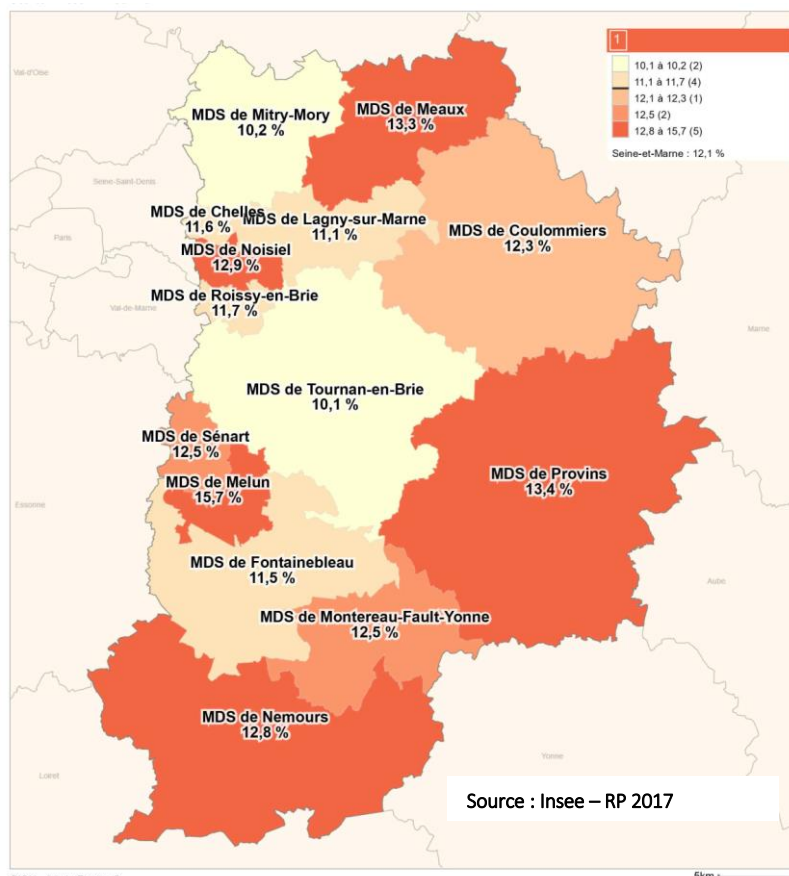 Val-d'Oise
1
10,1 à 10,2 (2)
11,1 à 11,7 (4)
12,1 à 12,3 (1)
12,5 (2)
12,8 à 15,7 (5)
Seine-et-Marne : 12,1 %
MDS de Mitry-Mory
10,2 %
MDS de Meaux
13,3 %
Seine-Saint-Denis
MDS de Chelles
11,6 %
MDS de Lagny-sur-Marne
11,1 %
Paris
MDS de Noisiel
12,9 %
MDS de Coulommiers
12,3 %
MDS de Roissy-en-Brie
11,7 %
Val-de-Marne
Marne
MDS de Tournan-en-Brie
10,1 %
MDS de Sénart
12,5 %
MDS de Melun
15,7 %
MDS de Provins
13,4 %
Essonne
MDS de Fontainebleau
11,5 %
Aube
MDS de Montereau-Fault-Yonne
12,5 %
MDS de Nemours
12,8 %
Yonne
Loiret
Source : Insee – RP 2017
5km